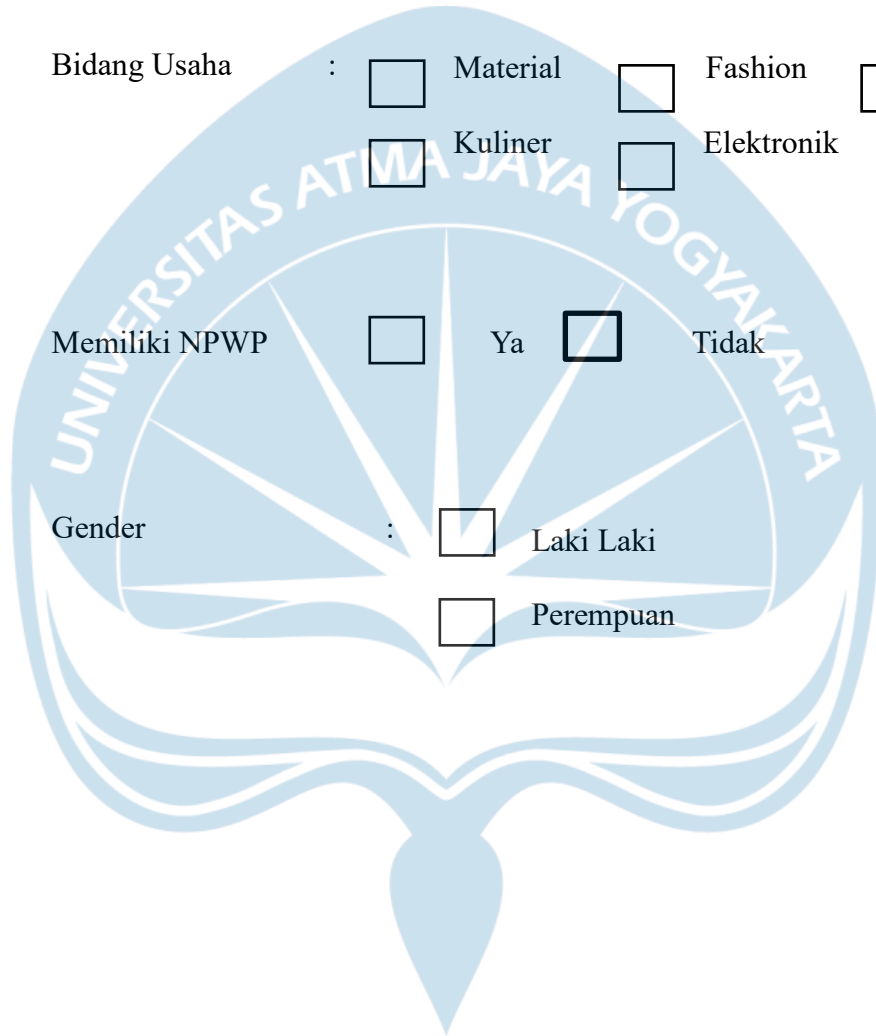 Bidang Usaha : Material Fashion
Kuliner Elektronik
UNIVERSITAS ATMA JAYA YOGYAKARTA
Memiliki NPWP Ya Tidak
Gender : Laki Laki
Perempuan